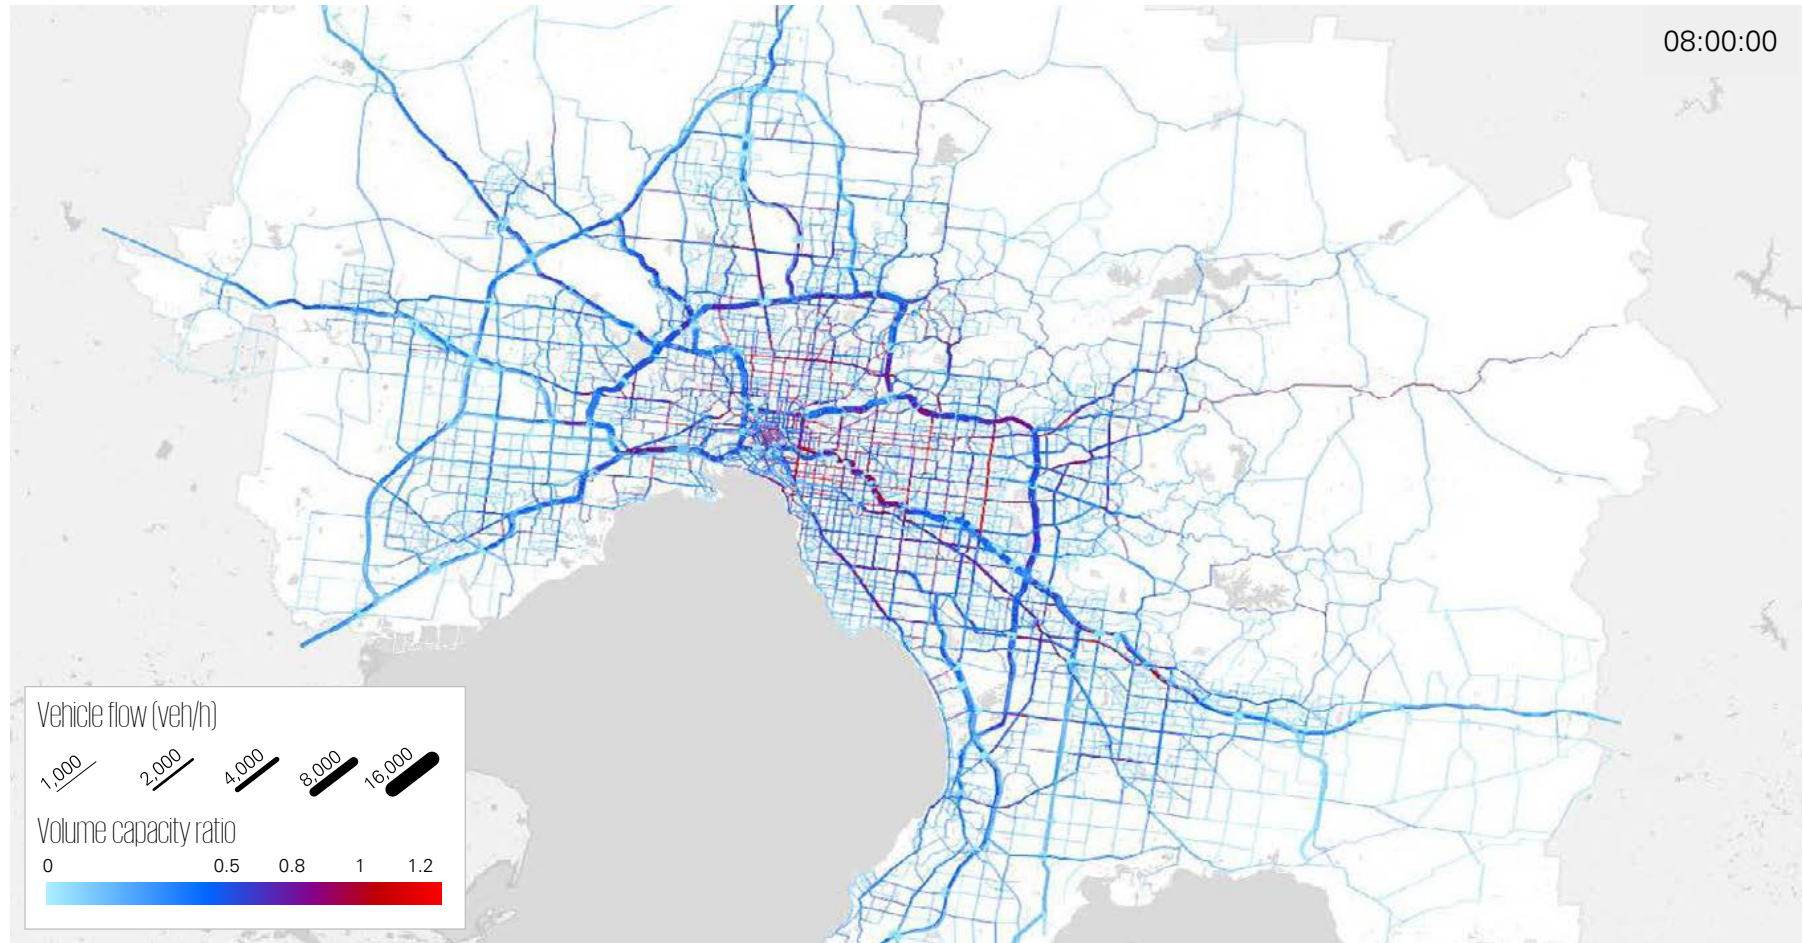 08:00:00
Vehicle flow (veh/h)
1,000 2,000 4,000 8,000 16,000
Volume capacity ratio
0 0.5 0.8 1 1.2